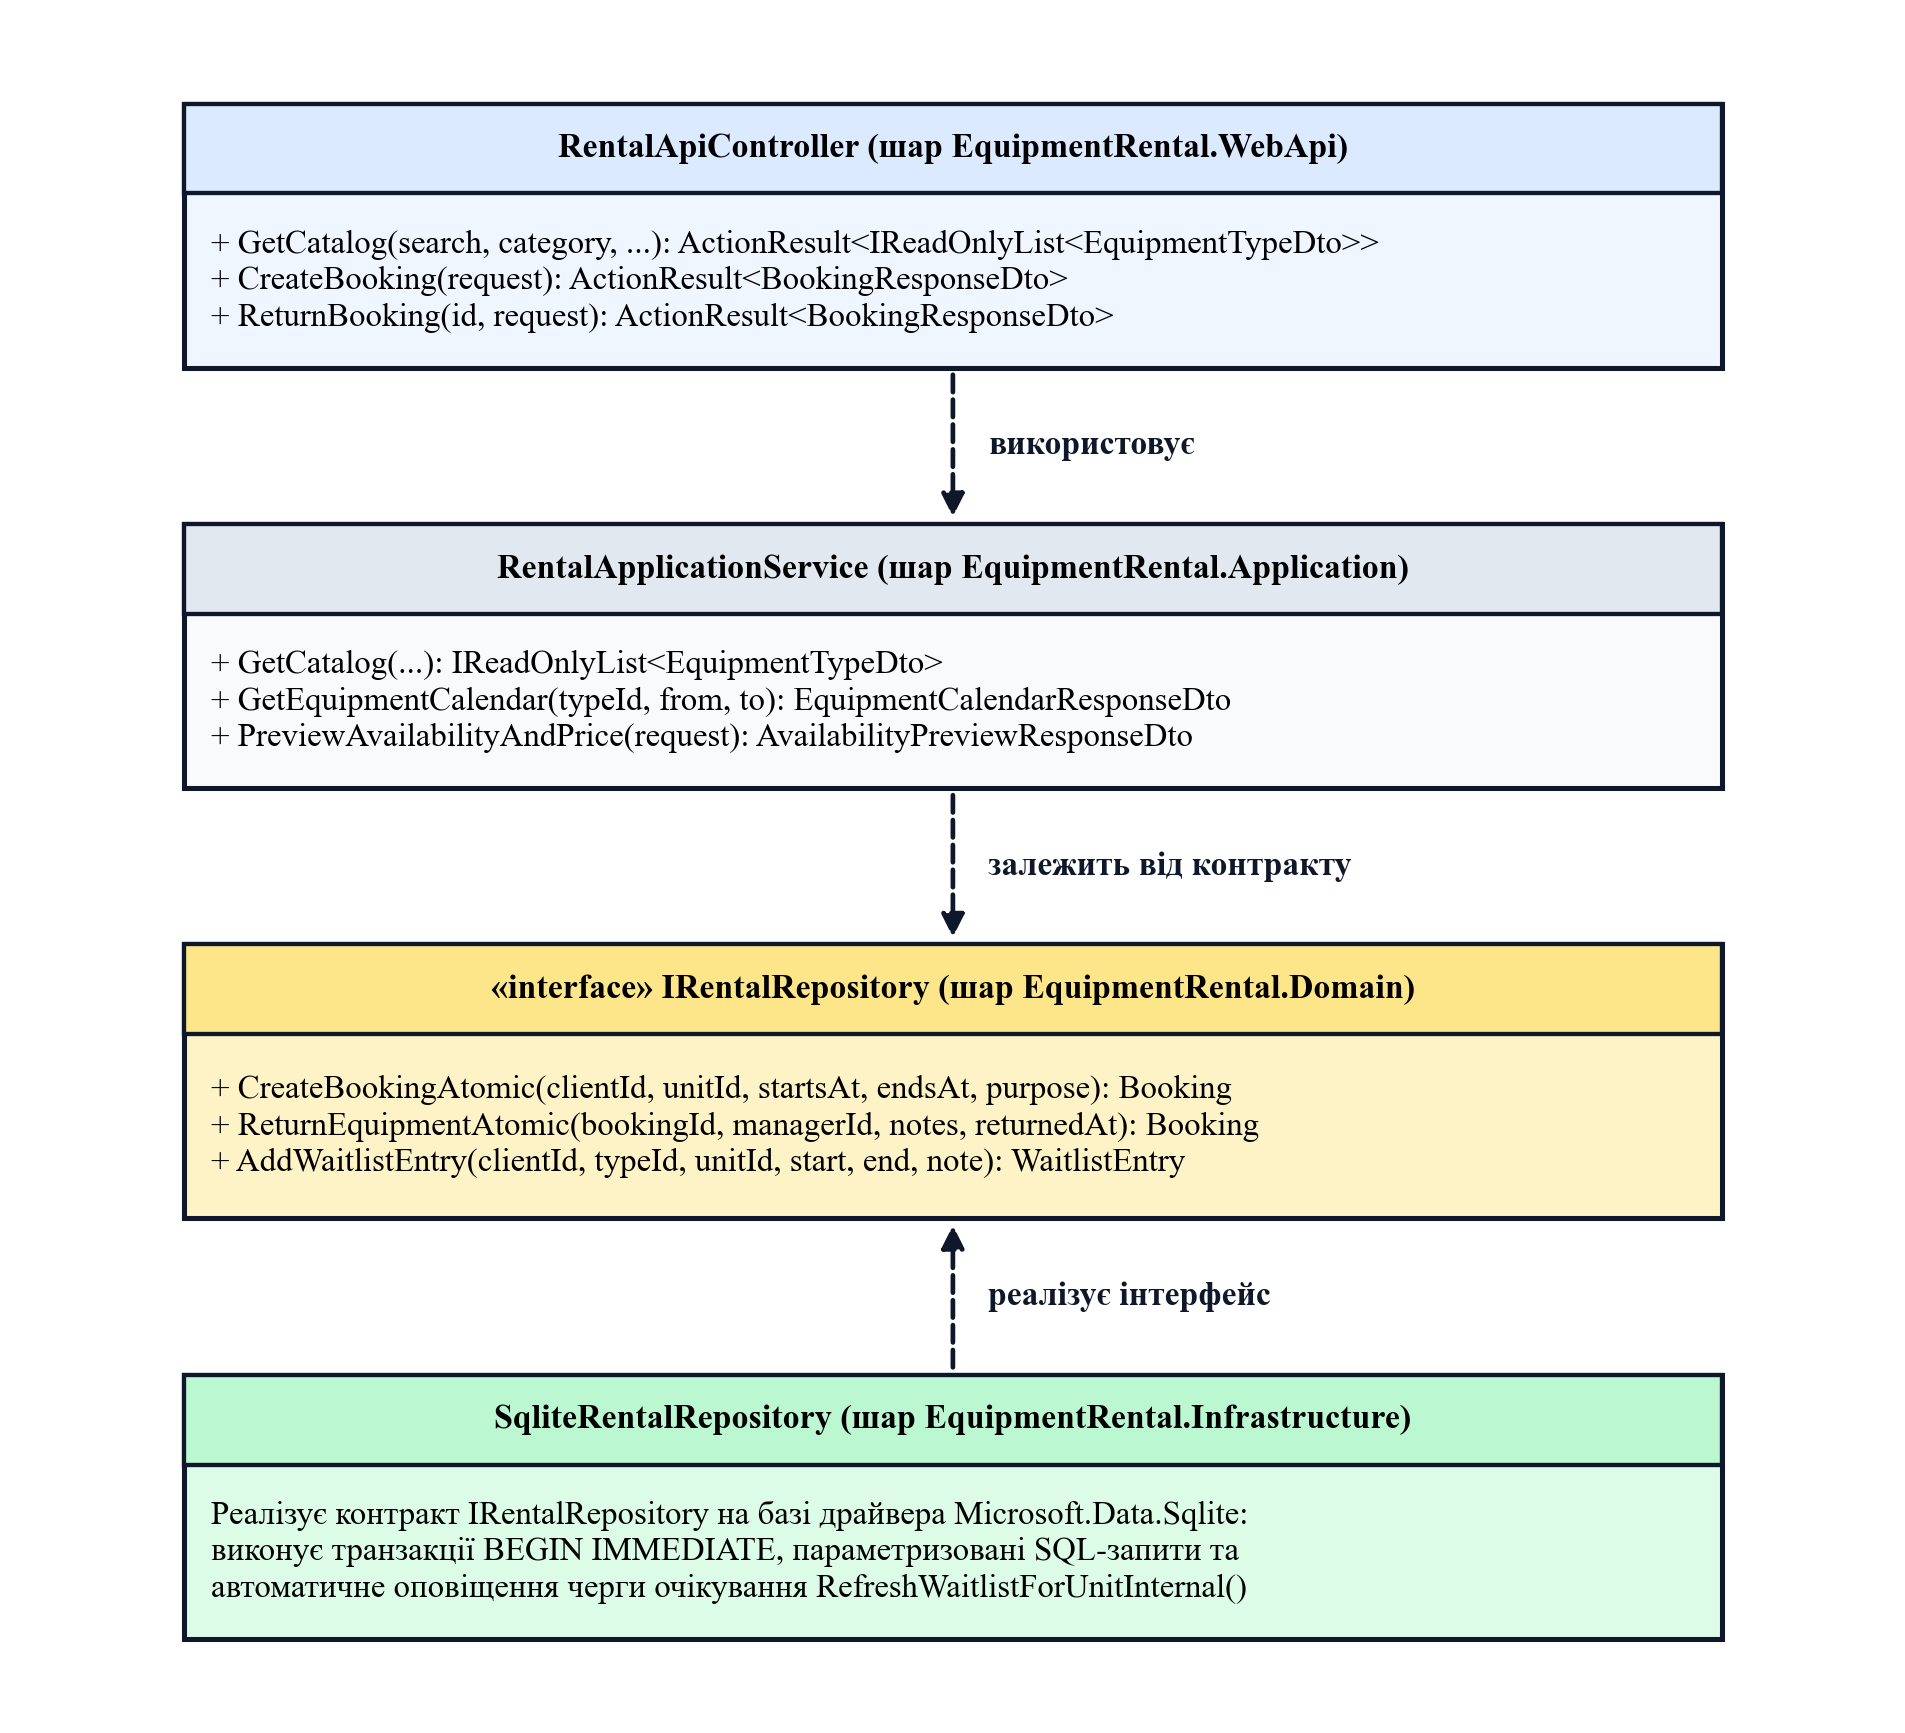 RentalApiController (шар EquipmentRental.WebApi)
+ GetCatalog(search, category, ...): ActionResult<IReadOnlyList<EquipmentTypeDto>>
+ CreateBooking(request): ActionResult<BookingResponseDto>
+ ReturnBooking(id, request): ActionResult<BookingResponseDto>
використовує
RentalApplicationService (шар EquipmentRental.Application)
+ GetCatalog(...): IReadOnlyList<EquipmentTypeDto>
+ GetEquipmentCalendar(typeId, from, to): EquipmentCalendarResponseDto
+ PreviewAvailabilityAndPrice(request): AvailabilityPreviewResponseDto
залежить від контракту
«interface» IRentalRepository (шар EquipmentRental.Domain)
+ CreateBookingAtomic(clientId, unitId, startsAt, endsAt, purpose): Booking
+ ReturnEquipmentAtomic(bookingId, managerId, notes, returnedAt): Booking
+ AddWaitlistEntry(clientId, typeId, unitId, start, end, note): WaitlistEntry
реалізує інтерфейс
SqliteRentalRepository (шар EquipmentRental.Infrastructure)
Реалізує контракт IRentalRepository на базі драйвера Microsoft.Data.Sqlite:
виконує транзакції BEGIN IMMEDIATE, параметризовані SQL-запити та
автоматичне оповіщення черги очікування RefreshWaitlistForUnitInternal()